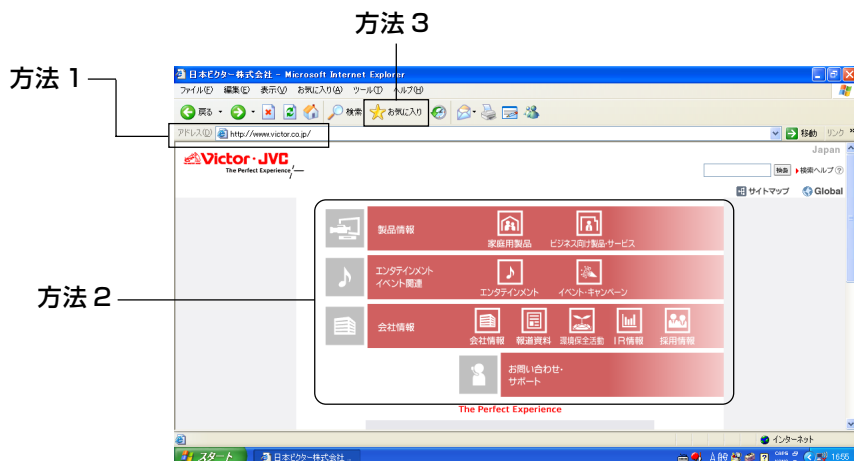 方法３
方法１
日本ビクター株式会社 - Microsoft Internet Explorer
ファイル(F) 編集(E) 表示(V) お気に入り(A) ツール(T) ヘルプ(H)
戻る 検索 お気に入り
アドレス(D) http://www.victor.co.jp/ 移動 リンク »
Victor・JVC
The Perfect Experience
Japan
検索 検索ヘルプ ?
サイトマップ Global
製品情報
家庭用製品 ビジネス向け製品・サービス
方法２
エンタテインメント
イベント関連
エンタテインメント イベント・キャンペーン
会社情報
会社情報 報道資料 環境保全活動 IR情報 採用情報
お問い合わせ・
サポート
The Perfect Experience
インターネット
スタート 日本ビクター株式会社 ... A 般 CAPS 16:55